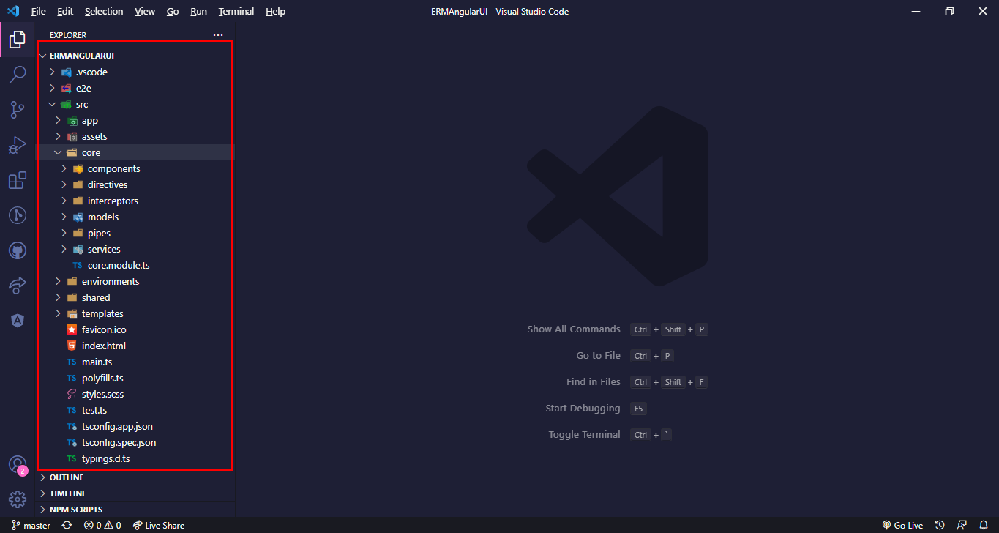 File Edit Selection View Go Run Terminal Help
ERMAngularUI - Visual Studio Code
EXPLORER
ERMANGULARUI
.vscode
e2e
src
app
assets
core
components
directives
interceptors
models
pipes
services
TS core.module.ts
environments
shared
templates
favicon.ico
5 index.html
TS main.ts
TS polyfills.ts
styles.scss
TS test.ts
TS tsconfig.app.json
TS tsconfig.spec.json
TS typings.d.ts
OUTLINE
TIMELINE
NPM SCRIPTS
Show All Commands Ctrl + Shift + P
Go to File Ctrl + P
Find in Files Ctrl + Shift + F
Start Debugging F5
Toggle Terminal Ctrl + `
2
master 0 0 Live Share
Go Live